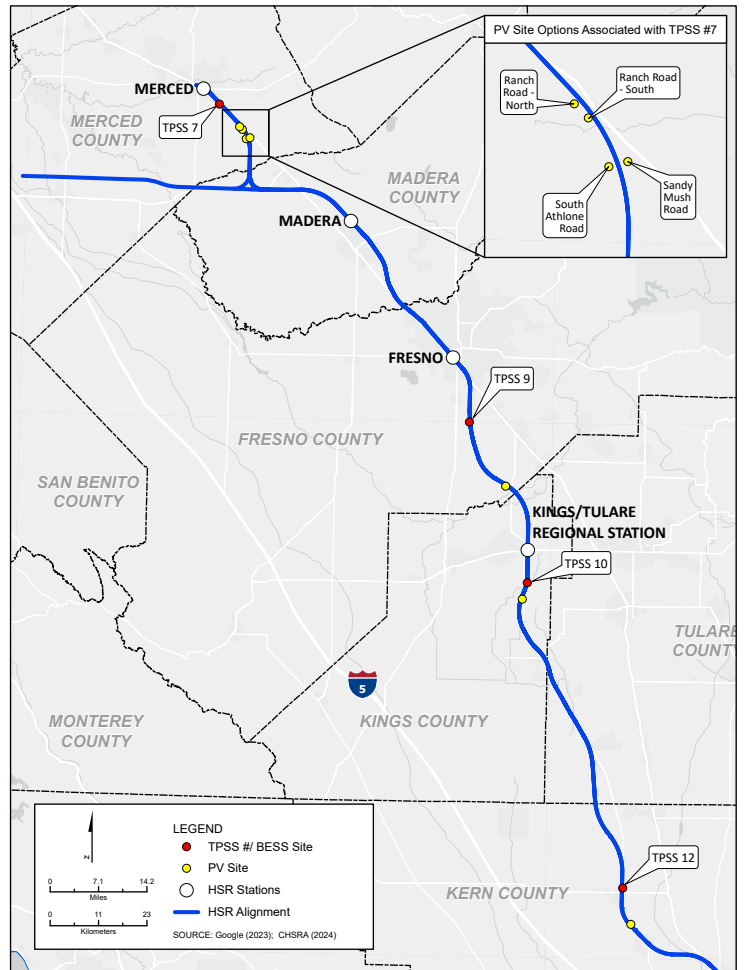 PV Site Options Associated with TPSS #7
Ranch
Road -
North
Ranch Road
- South
South
Athlone
Road
Sandy
Mush
Road
MERCED
TPSS 7
MERCED
COUNTY
MADERA
COUNTY
MADERA
FRESNO
TPSS 9
FRESNO COUNTY
SAN BENITO
COUNTY
KINGS/TULARE
REGIONAL STATION
TPSS 10
TULARE
COUNTY
5
MONTEREY
COUNTY
KINGS COUNTY
TPSS 12
KERN COUNTY
N
0 7.1 14.2
Miles
0 11 23
Kilometers
LEGEND
TPSS #/ BESS Site
PV Site
HSR Stations
HSR Alignment
SOURCE: Google (2023); CHSRA (2024)